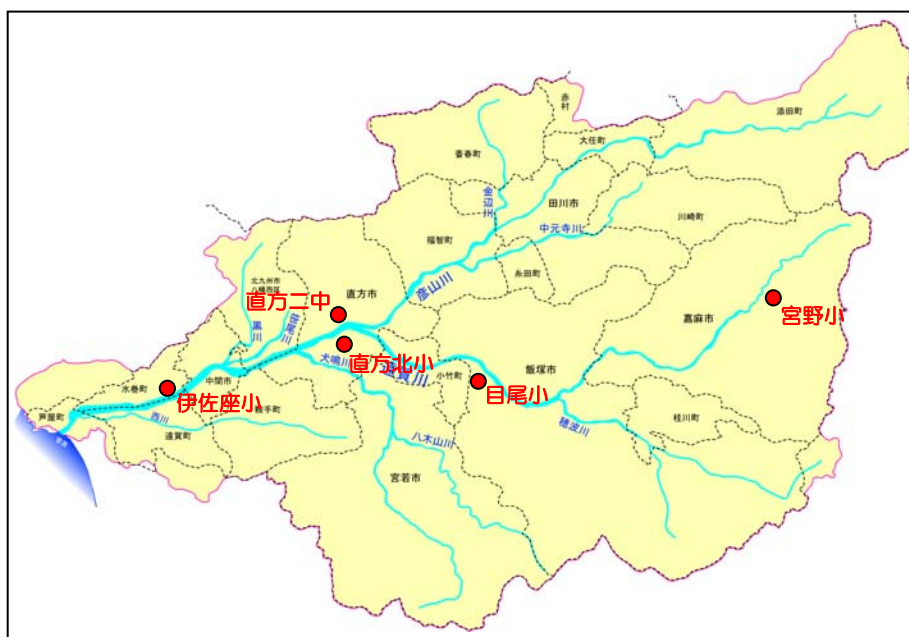 赤村
添田町
大任町
香春町
金辺川
田川市
川崎町
福智町
中元寺川
糸田町
彦山川
北九州市
八幡西区
直方市
直方二中
笹尾川
黒川
嘉麻市
宮野小
直方北小
犬鳴川
遠賀川
小竹町
飯塚市
目尾小
中間市
水巻町
伊佐座小
鞍手町
芦屋町
西川
遠賀町
桂川町
穂波川
八木山川
宮若市